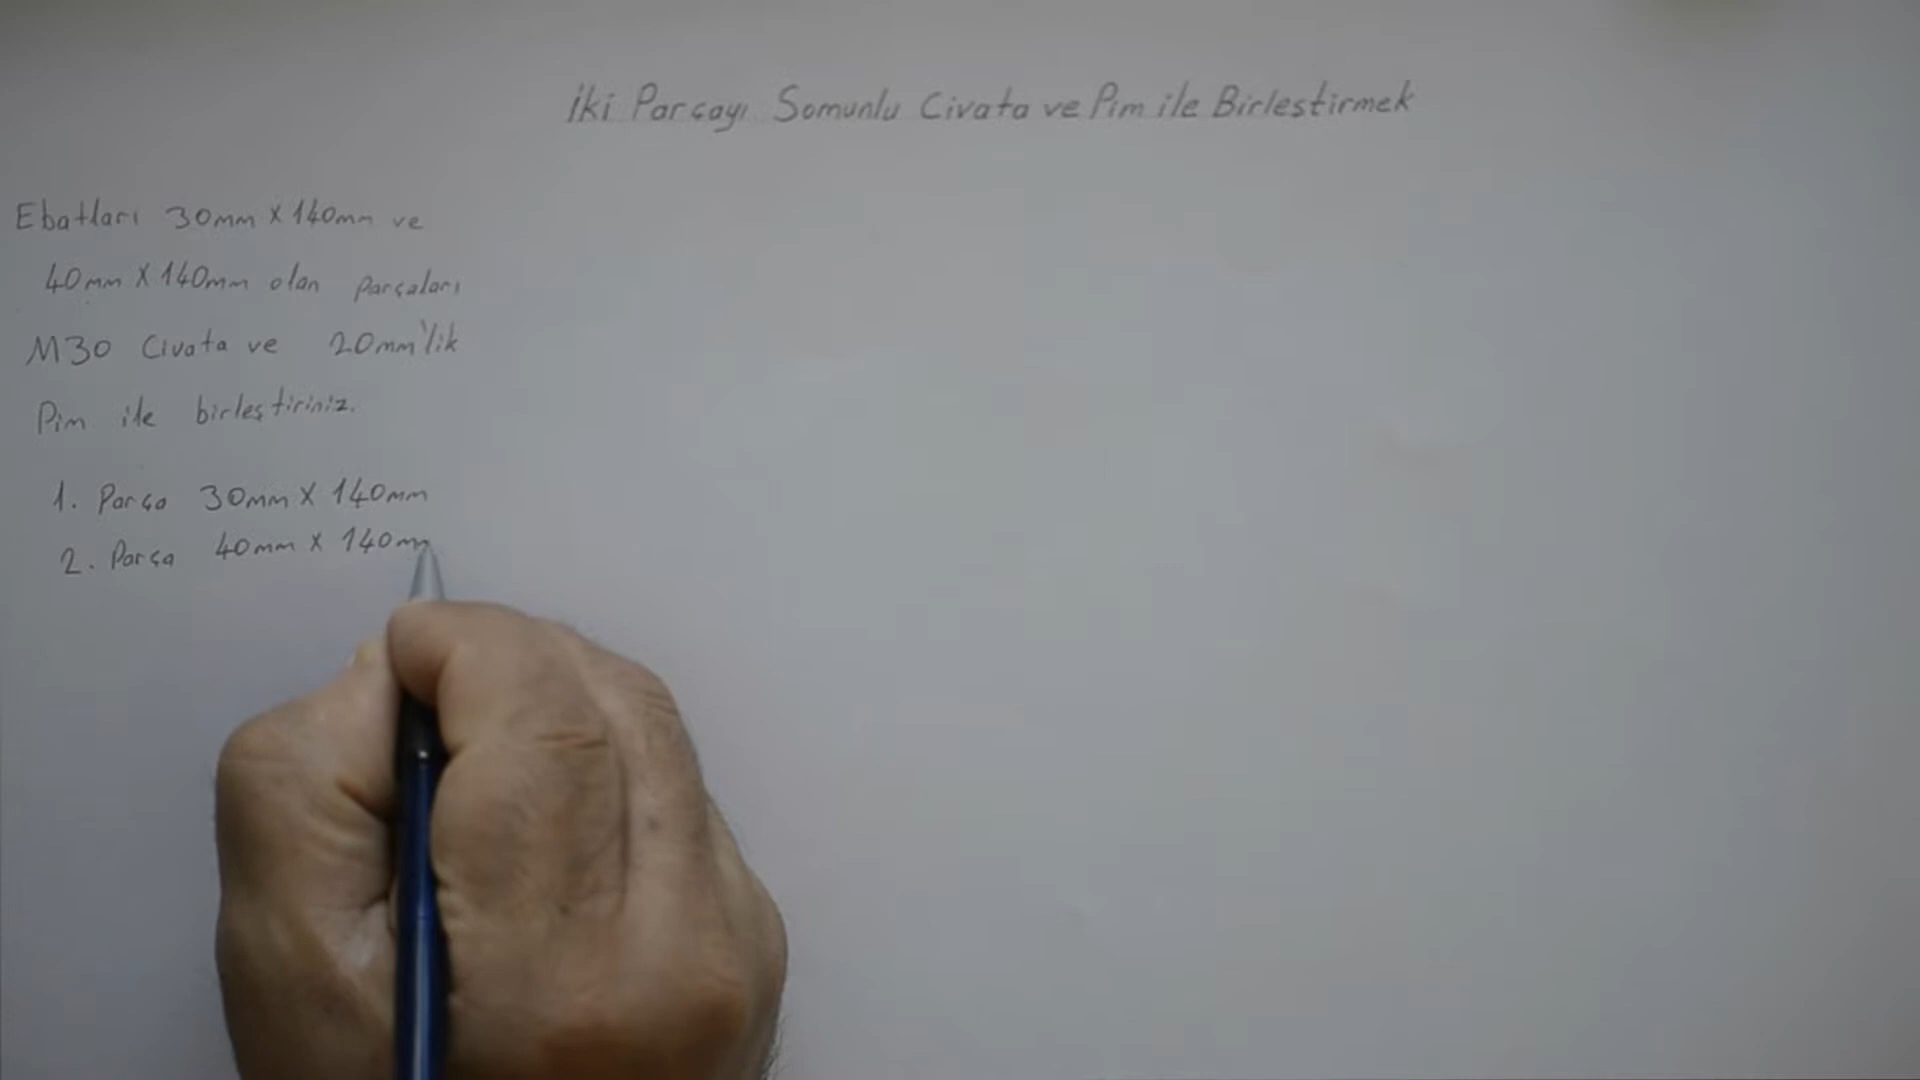 İki Parçayı Somunlu Civata ve Pim ile Birleştirmek
Ebatları 30mm X 140mm ve
40mm X 140mm olan parçaları
M30 Civata ve 20mm'lik
Pim ile birleştiriniz.
1. Parça 30mm X 140mm
2. Parça 40mm X 140mm